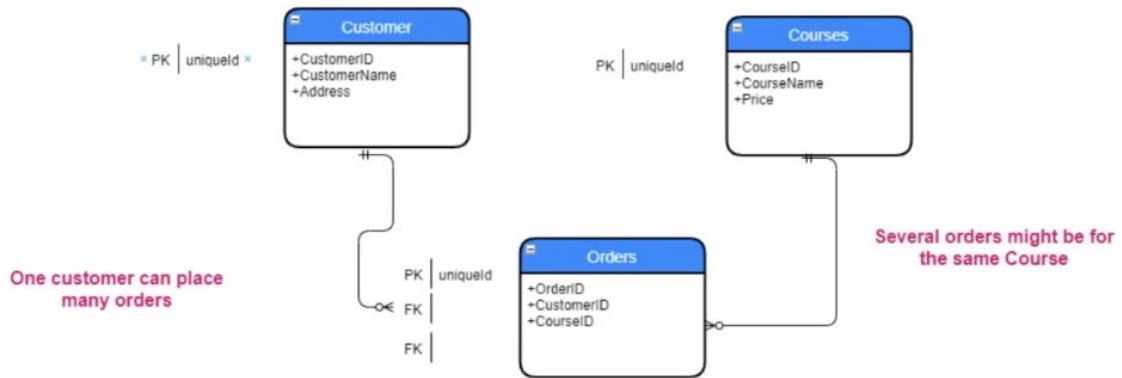 Customer
PK uniqueId
+CustomerID
+CustomerName
+Address
Courses
PK uniqueId
+CourseID
+CourseName
+Price
One customer can place
many orders
Several orders might be for
the same Course
Orders
PK uniqueId
FK
FK
+OrderID
+CustomerID
+CourseID